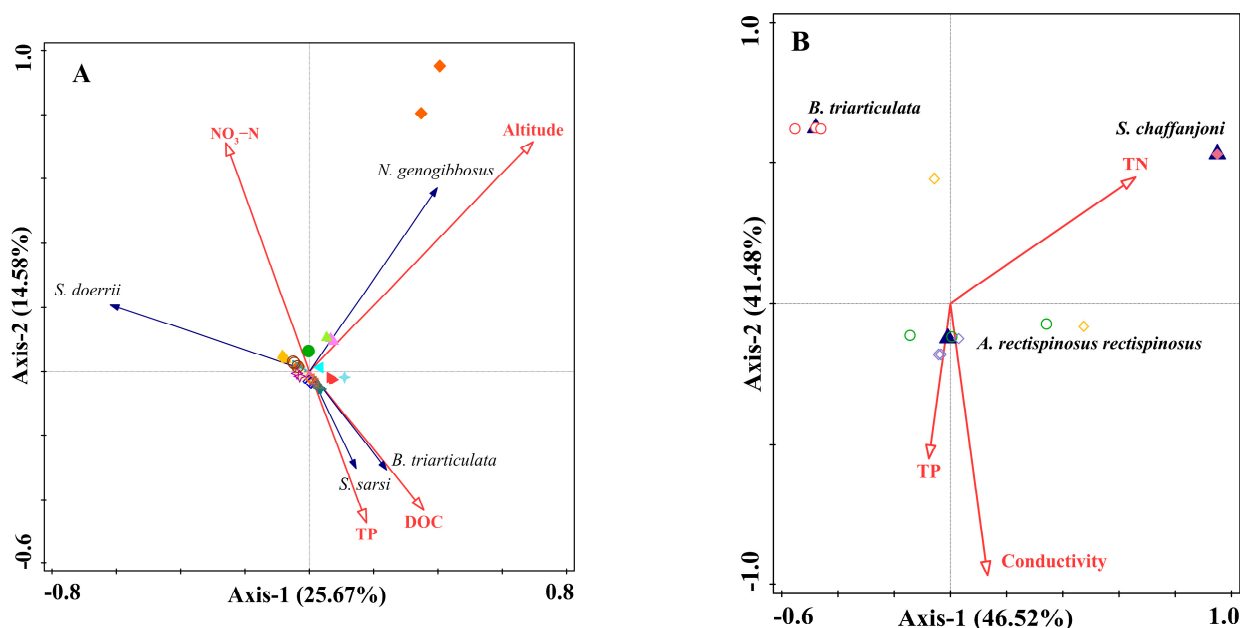 A
1.0
NO₃−N
Altitude
N. genogibbosus
S. doerrii
B. triarticulata
S. sarsi
DOC
TP
Axis-2 (14.58%)
-0.6
-0.8
Axis-1 (25.67%)
0.8
B
1.0
B. triarticulata
S. chaffanjoni
TN
A. rectispinosus rectispinosus
TP
Conductivity
Axis-2 (41.48%)
-1.0
-0.6
Axis-1 (46.52%)
1.0